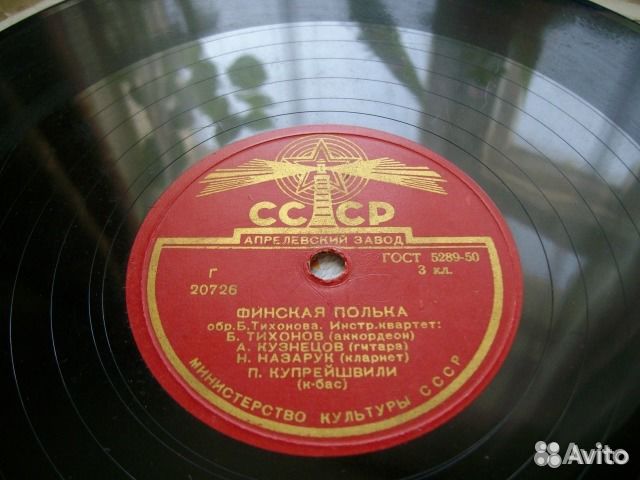 СССР
АПРЕЛЕВСКИЙ ЗАВОД
ГОСТ 5289-50
3 кл.
Г
20726
ФИНСКАЯ ПОЛЬКА
обр.Б.Тихонова. Инстр.квартет:
Б. ТИХОНОВ (аккордеон)
А. КУЗНЕЦОВ (гитара)
Н. НАЗАРУК (кларнет)
П. КУПРЕЙШВИЛИ
(к-бас)
МИНИСТЕРСТВО КУЛЬТУРЫ СССР
Avito